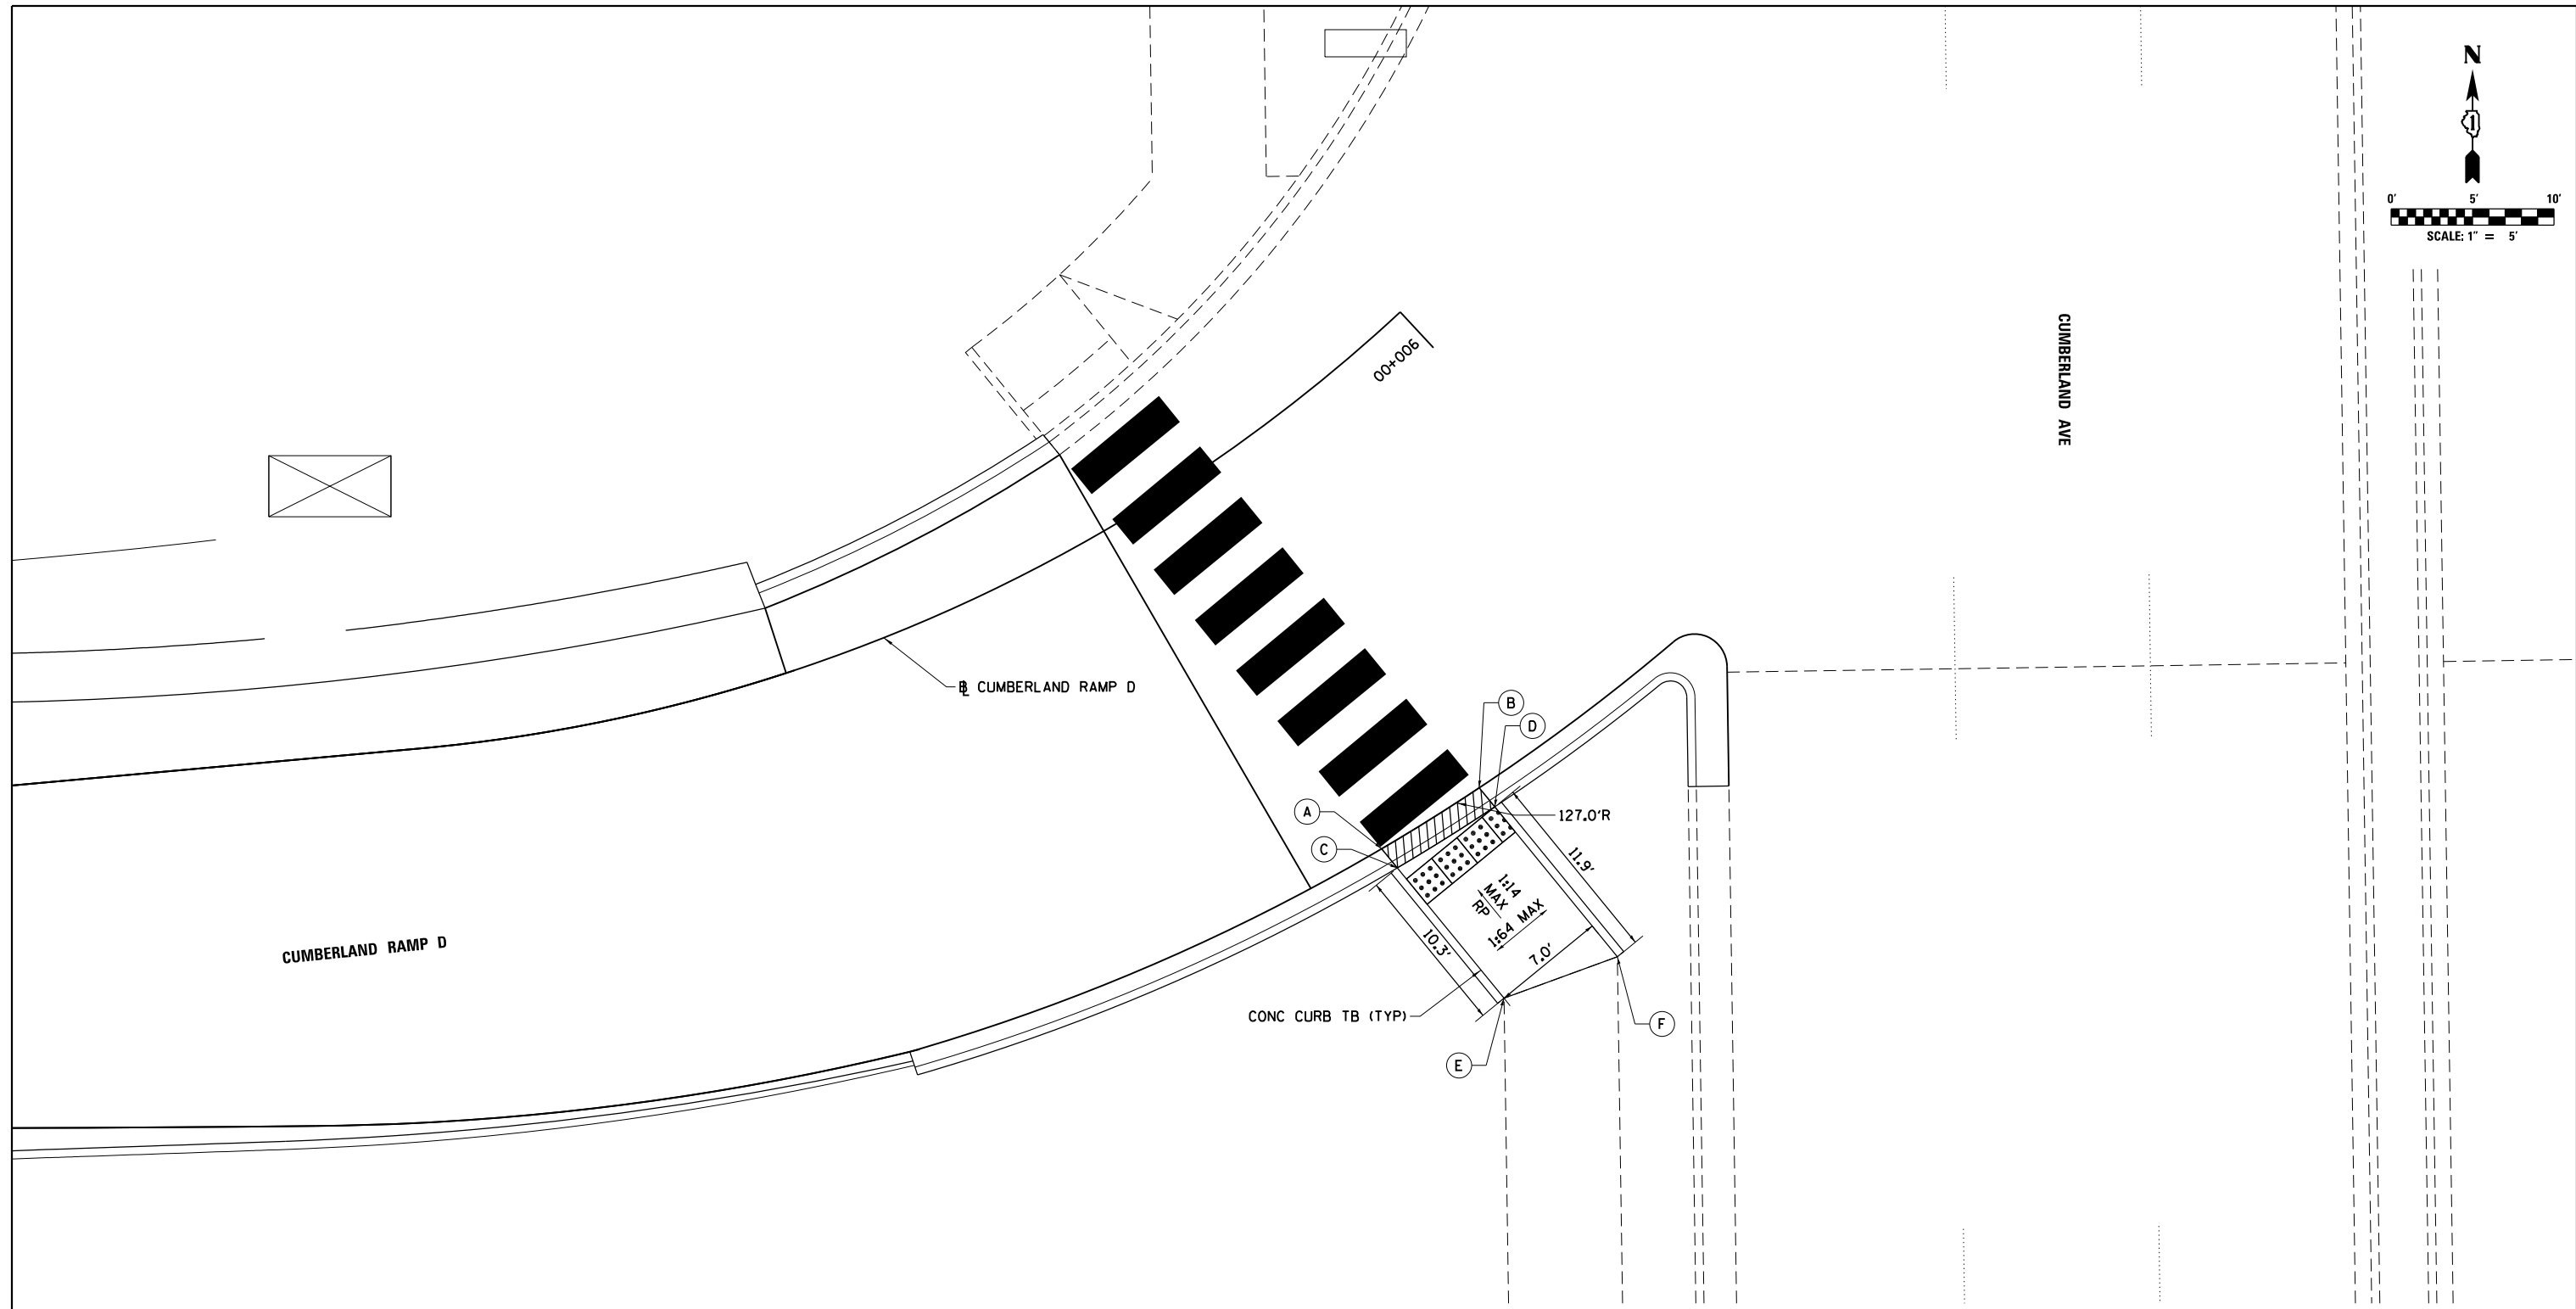 N
1
0' 5' 10'
SCALE: 1" = 5'
CUMBERLAND AVE
900+00
℄ CUMBERLAND RAMP D
B
D
A
127.0'R
C
11.9'
1:14
MAX
RP
1:64 MAX
10.3'
7.0'
CUMBERLAND RAMP D
CONC CURB TB (TYP)
F
E